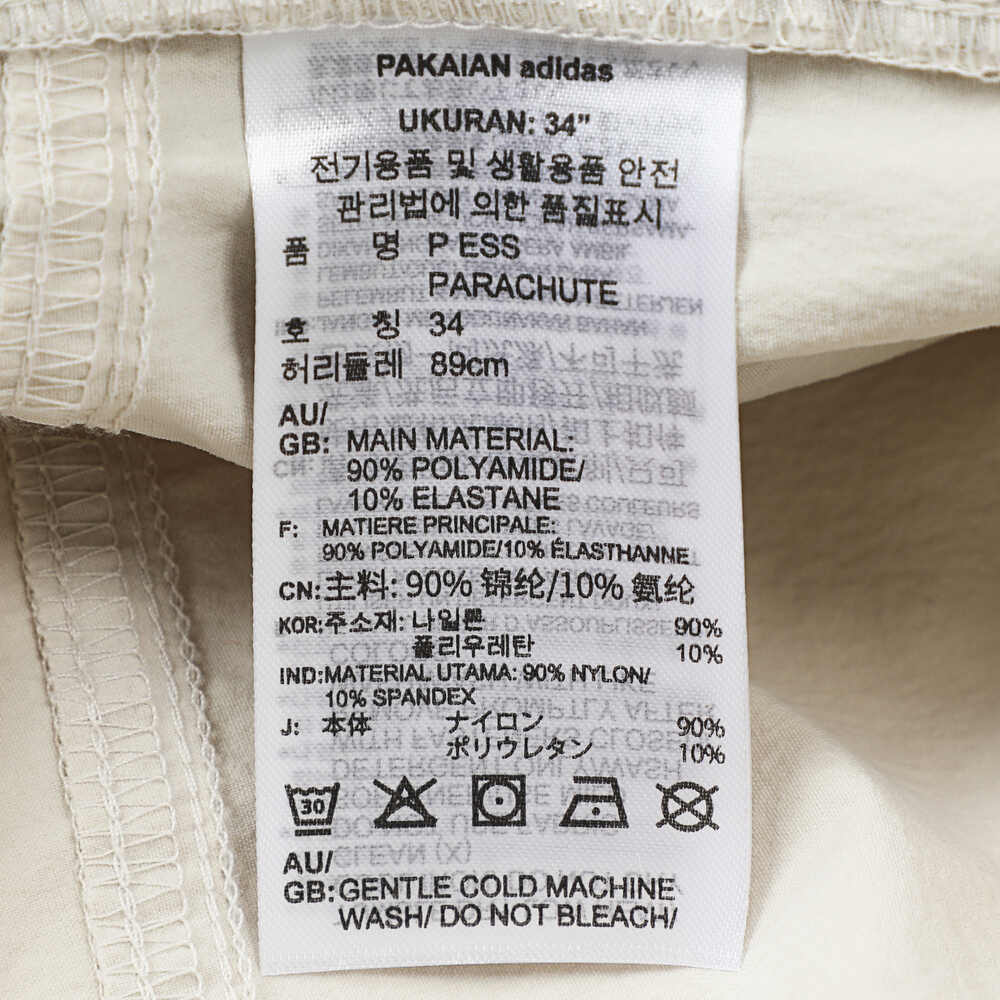 PAKAIAN adidas
UKURAN: 34"
전기용품 및 생활용품 안전
관리법에 의한 품질표시
품 명 P ESS
PARACHUTE
호 칭 34
허리둘레 89cm
AU/
GB: MAIN MATERIAL:
90% POLYAMIDE/
10% ELASTANE
F: MATIERE PRINCIPALE:
90% POLYAMIDE/10% ÉLASTHANNE
CN:主料: 90% 锦纶/10% 氨纶
KOR:주소재: 나일론 90%
폴리우레탄 10%
IND:MATERIAL UTAMA: 90% NYLON/
10% SPANDEX
J: 本体 ナイロン 90%
ポリウレタン 10%
30
AU/
GB:GENTLE COLD MACHINE
WASH/ DO NOT BLEACH/